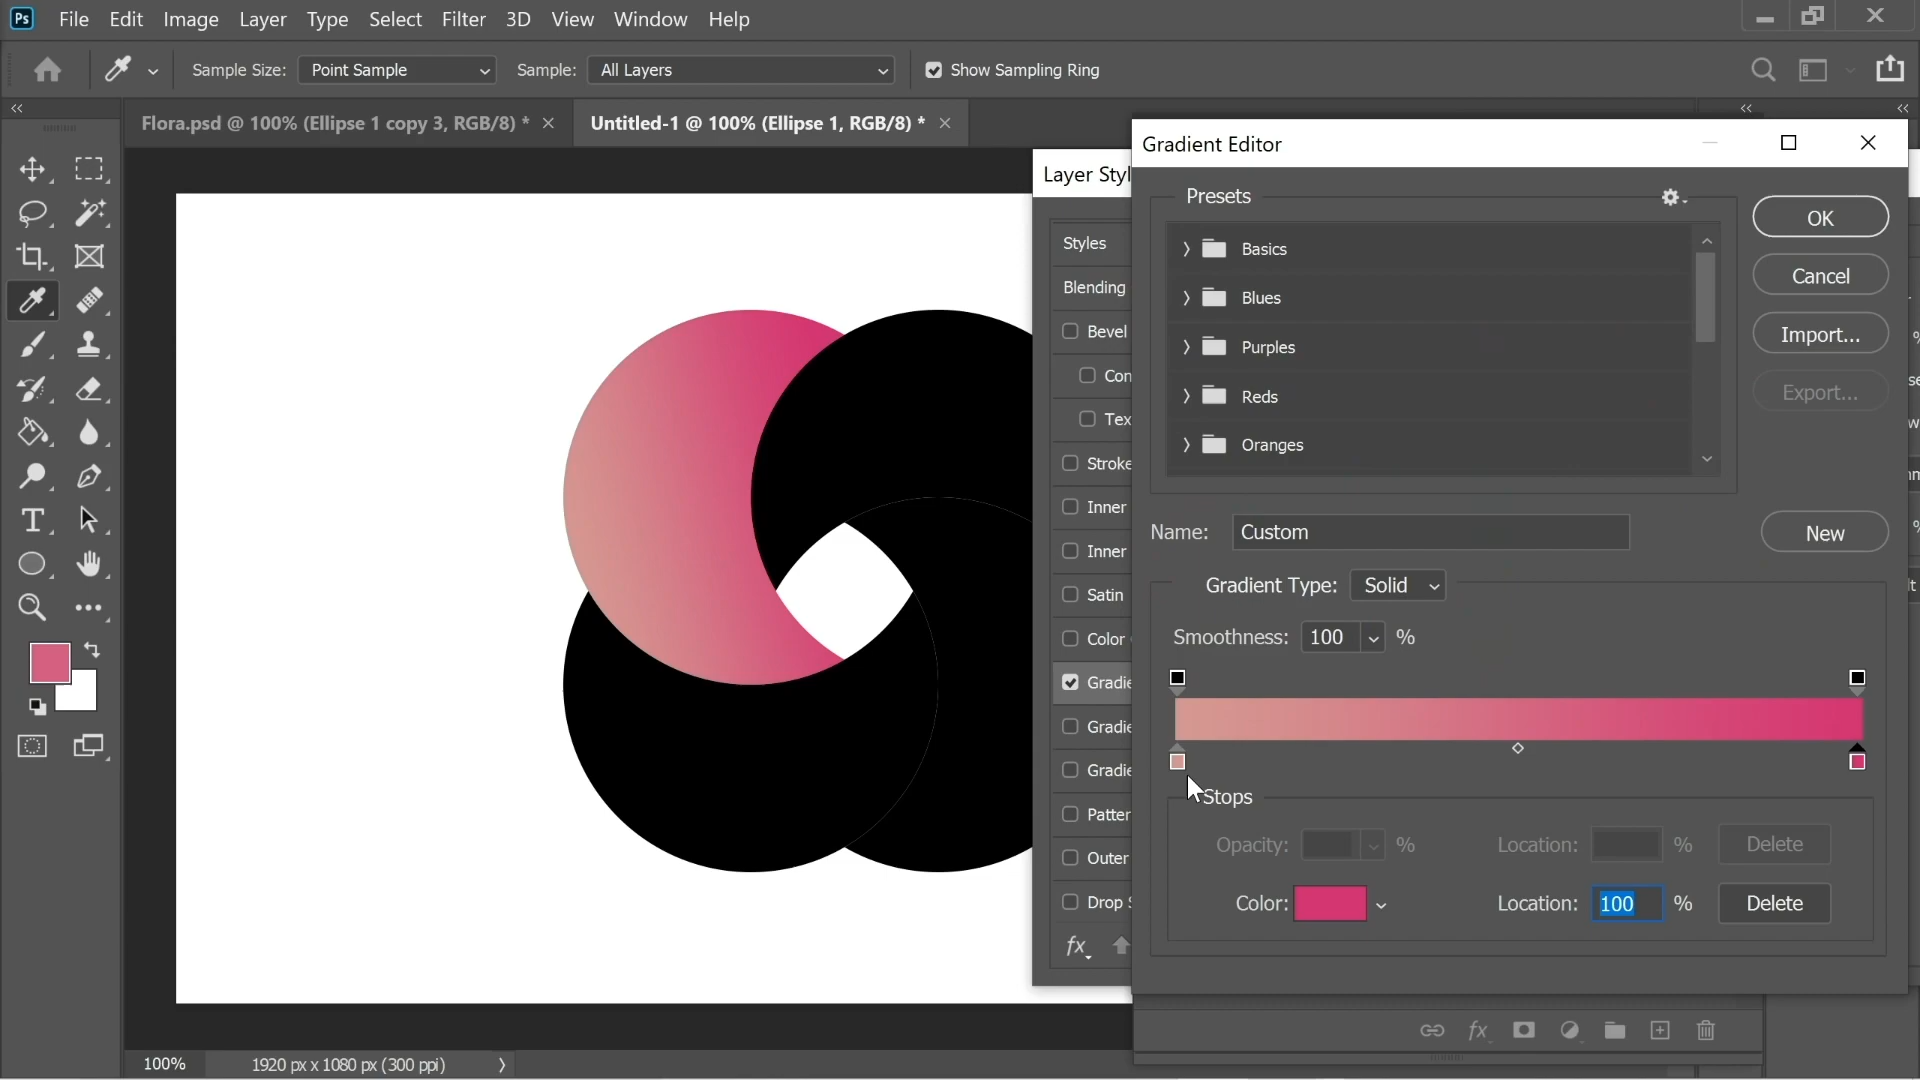 Ps File Edit Image Layer Type Select Filter 3D View Window Help
Sample Size: Point Sample Sample: All Layers Show Sampling Ring
Flora.psd @ 100% (Ellipse 1 copy 3, RGB/8) *
Untitled-1 @ 100% (Ellipse 1, RGB/8) *
Layer Styl
Styles
Blending
Bevel
Con
Tex
Stroke
Inner
Inner
Satin
Color
Gradie
Gradie
Gradie
Patter
Outer
Drop S
fx
Gradient Editor
Presets
Basics
Blues
Purples
Reds
Oranges
OK
Cancel
Import...
Export...
Name: Custom
New
Gradient Type: Solid
Smoothness: 100 %
Stops
Opacity: % Location: % Delete
Color: Location: 100 % Delete
fx
100% 1920 px x 1080 px (300 ppi)